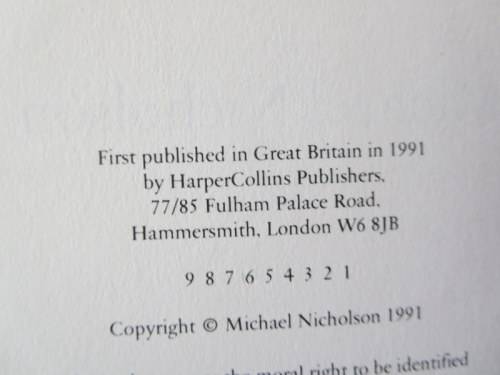 First published in Great Britain in 1991
by HarperCollins Publishers,
77/85 Fulham Palace Road,
Hammersmith, London W6 8JB
9 8 7 6 5 4 3 2 1
Copyright © Michael Nicholson 1991
the moral right to be identified